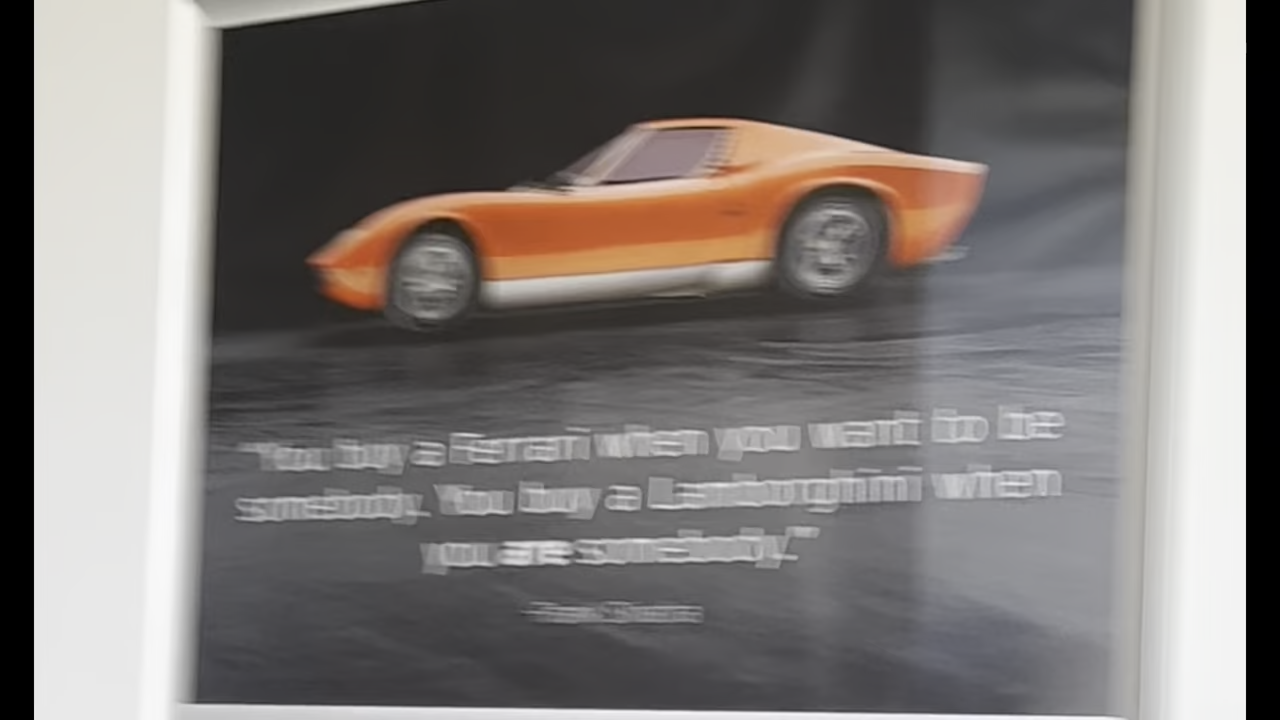 "You buy a Ferrari when you want to be
somebody. You buy a Lamborghini when
you are somebody."